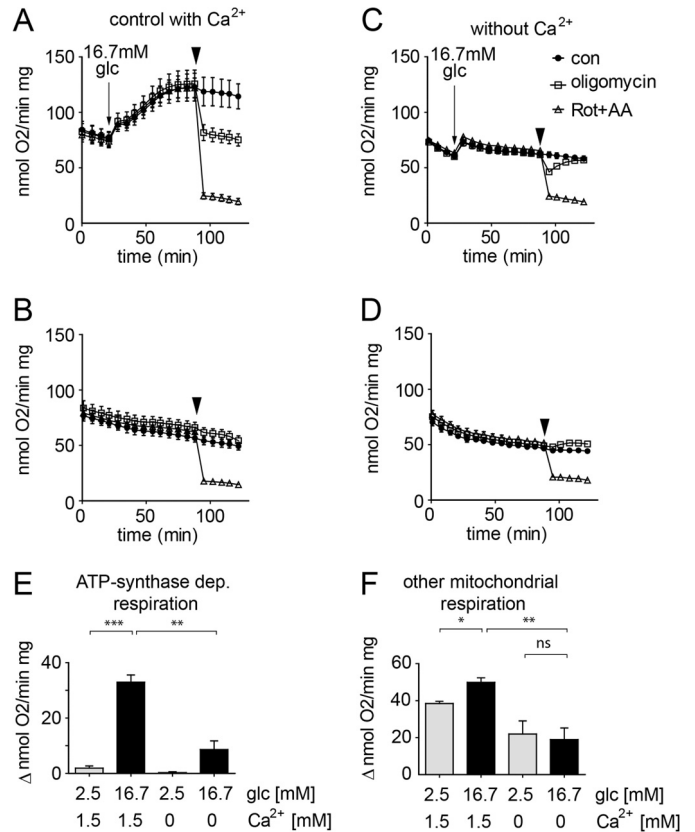 A
control with Ca2+
16.7mM
glc
nmol O2/min mg
150
100
50
0
0
50
100
time (min)
C
without Ca2+
16.7mM
glc
con
oligomycin
Rot+AA
nmol O2/min mg
150
100
50
0
0
50
100
time (min)
B
nmol O2/min mg
150
100
50
0
0
50
100
time (min)
D
nmol O2/min mg
150
100
50
0
0
50
100
time (min)
E
ATP-synthase dep.
respiration
*** **
Δ nmol O2/min mg
40
20
0
2.5 16.7 2.5 16.7 glc [mM]
1.5 1.5 0 0 Ca2+ [mM]
F
other mitochondrial
respiration
* **
ns
Δ nmol O2/min mg
60
40
20
0
2.5 16.7 2.5 16.7 glc [mM]
1.5 1.5 0 0 Ca2+ [mM]